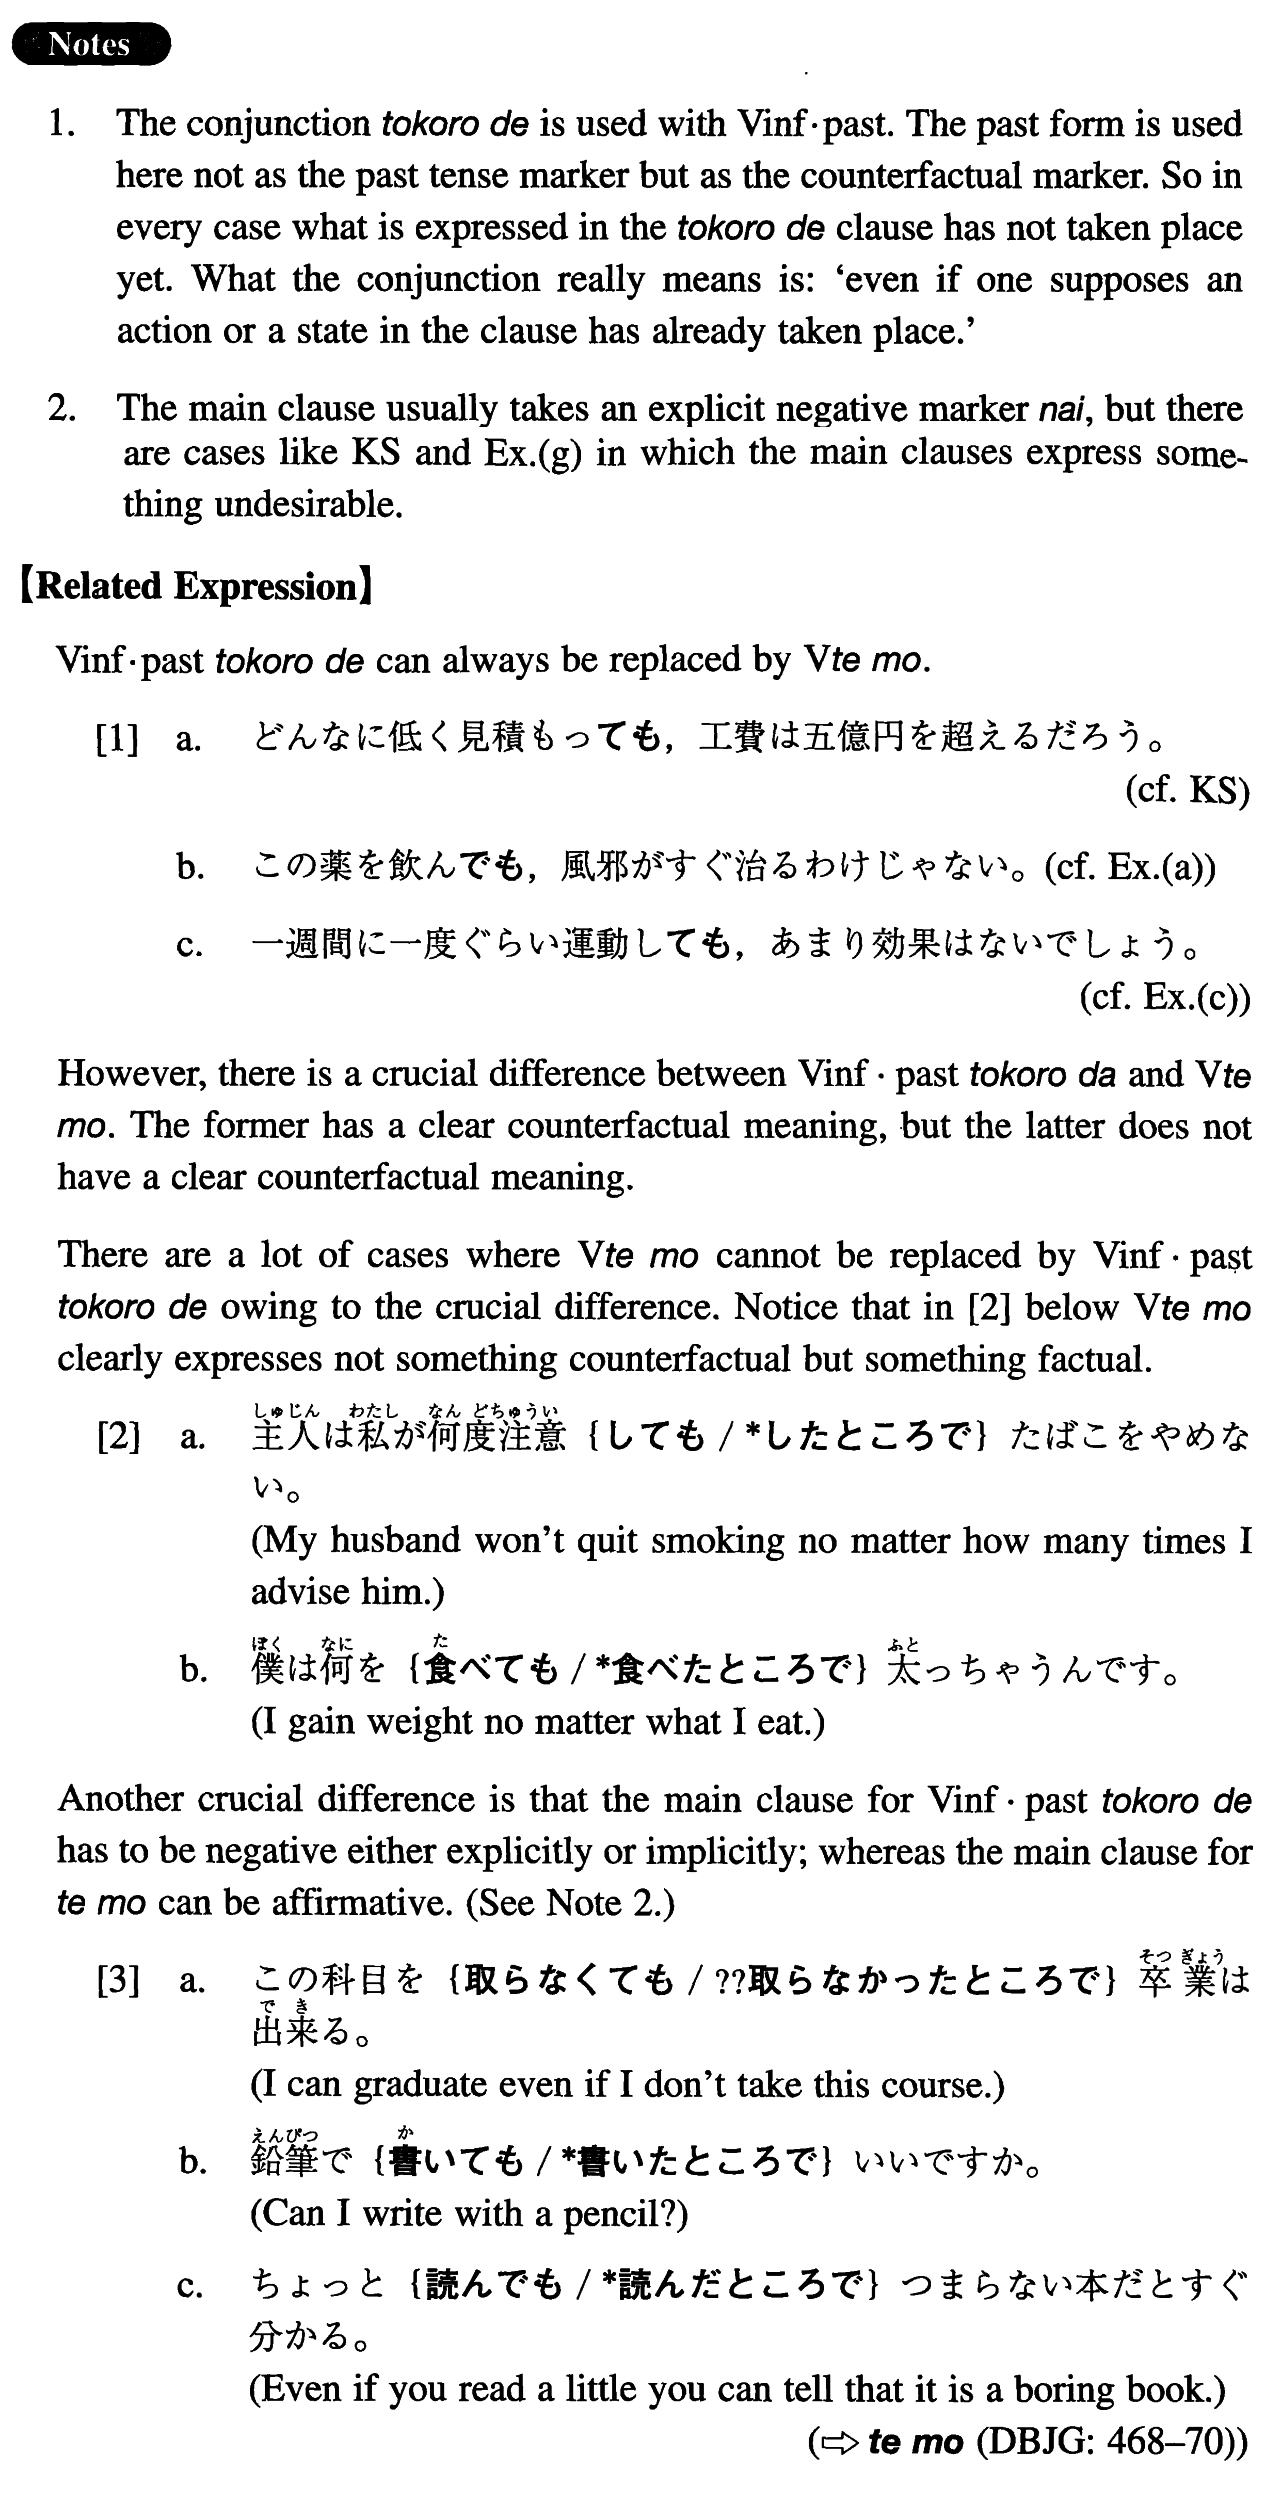 Notes
1. The conjunction tokoro de is used with Vinf·past. The past form is used
here not as the past tense marker but as the counterfactual marker. So in
every case what is expressed in the tokoro de clause has not taken place
yet. What the conjunction really means is: ‘even if one supposes an
action or a state in the clause has already taken place.’
2. The main clause usually takes an explicit negative marker nai, but there
are cases like KS and Ex.(g) in which the main clauses express some-
thing undesirable.
【Related Expression】
Vinf·past tokoro de can always be replaced by Vte mo.
[1] a. どんなに低く見積もっても，工費は五億円を超えるだろう。
(cf. KS)
b. この薬を飲んでも，風邪がすぐ治るわけじゃない。(cf. Ex.(a))
c. 一週間に一度ぐらい運動しても，あまり効果はないでしょう。
(cf. Ex.(c))
However, there is a crucial difference between Vinf·past tokoro da and Vte
mo. The former has a clear counterfactual meaning, but the latter does not
have a clear counterfactual meaning.
There are a lot of cases where Vte mo cannot be replaced by Vinf·past
tokoro de owing to the crucial difference. Notice that in [2] below Vte mo
clearly expresses not something counterfactual but something factual.
しゅじん わたし なんどちゅうい
[2] a. 主人は私が何度注意｛しても / *したところで｝たばこをやめな
い。
(My husband won’t quit smoking no matter how many times I
advise him.)
ぼく なに た ふと
b. 僕は何を｛食べても / *食べたところで｝太っちゃうんです。
(I gain weight no matter what I eat.)
Another crucial difference is that the main clause for Vinf·past tokoro de
has to be negative either explicitly or implicitly; whereas the main clause for
te mo can be affirmative. (See Note 2.)
そつぎょう
[3] a. この科目を｛取らなくても / ??取らなかったところで｝卒業は
でき
出来る。
(I can graduate even if I don’t take this course.)
えんぴつ か
b. 鉛筆で｛書いても / *書いたところで｝いいですか。
(Can I write with a pencil?)
c. ちょっと｛読んでも / *読んだところで｝つまらない本だとすぐ
分かる。
(Even if you read a little you can tell that it is a boring book.)
(⇨ te mo (DBJG: 468–70))